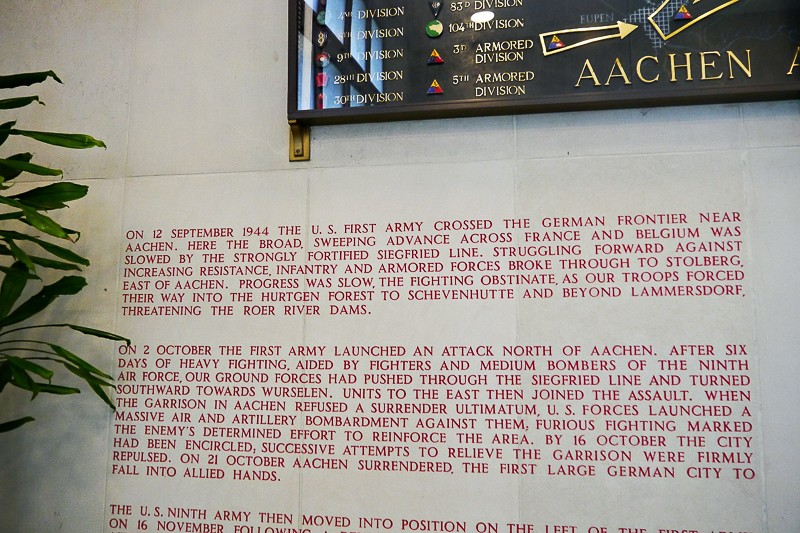 4TH DIVISION
8TH DIVISION
9TH DIVISION
28TH DIVISION
30TH DIVISION
83D DIVISION
104TH DIVISION
3D ARMORED
DIVISION
5TH ARMORED
DIVISION
EUPEN
AACHEN A
ON 12 SEPTEMBER 1944 THE U. S. FIRST ARMY CROSSED THE GERMAN FRONTIER NEAR
AACHEN. HERE THE BROAD, SWEEPING ADVANCE ACROSS FRANCE AND BELGIUM WAS
SLOWED BY THE STRONGLY FORTIFIED SIEGFRIED LINE. STRUGGLING FORWARD AGAINST
INCREASING RESISTANCE, INFANTRY AND ARMORED FORCES BROKE THROUGH TO STOLBERG,
EAST OF AACHEN. PROGRESS WAS SLOW, THE FIGHTING OBSTINATE, AS OUR TROOPS FORCED
THEIR WAY INTO THE HURTGEN FOREST TO SCHEVENHUTTE AND BEYOND LAMMERSDORF,
THREATENING THE ROER RIVER DAMS.
ON 2 OCTOBER THE FIRST ARMY LAUNCHED AN ATTACK NORTH OF AACHEN. AFTER SIX
DAYS OF HEAVY FIGHTING, AIDED BY FIGHTERS AND MEDIUM BOMBERS OF THE NINTH
AIR FORCE, OUR GROUND FORCES HAD PUSHED THROUGH THE SIEGFRIED LINE AND TURNED
SOUTHWARD TOWARDS WURSELEN. UNITS TO THE EAST THEN JOINED THE ASSAULT. WHEN
THE GARRISON IN AACHEN REFUSED A SURRENDER ULTIMATUM, U. S. FORCES LAUNCHED A
MASSIVE AIR AND ARTILLERY BOMBARDMENT AGAINST THEM; FURIOUS FIGHTING MARKED
THE ENEMY'S DETERMINED EFFORT TO REINFORCE THE AREA. BY 16 OCTOBER THE CITY
HAD BEEN ENCIRCLED; SUCCESSIVE ATTEMPTS TO RELIEVE THE GARRISON WERE FIRMLY
REPULSED. ON 21 OCTOBER AACHEN SURRENDERED, THE FIRST LARGE GERMAN CITY TO
FALL INTO ALLIED HANDS.
THE U. S. NINTH ARMY THEN MOVED INTO POSITION ON THE LEFT OF THE FIRST ARMY
ON 16 NOVEMBER FOLLOWING A